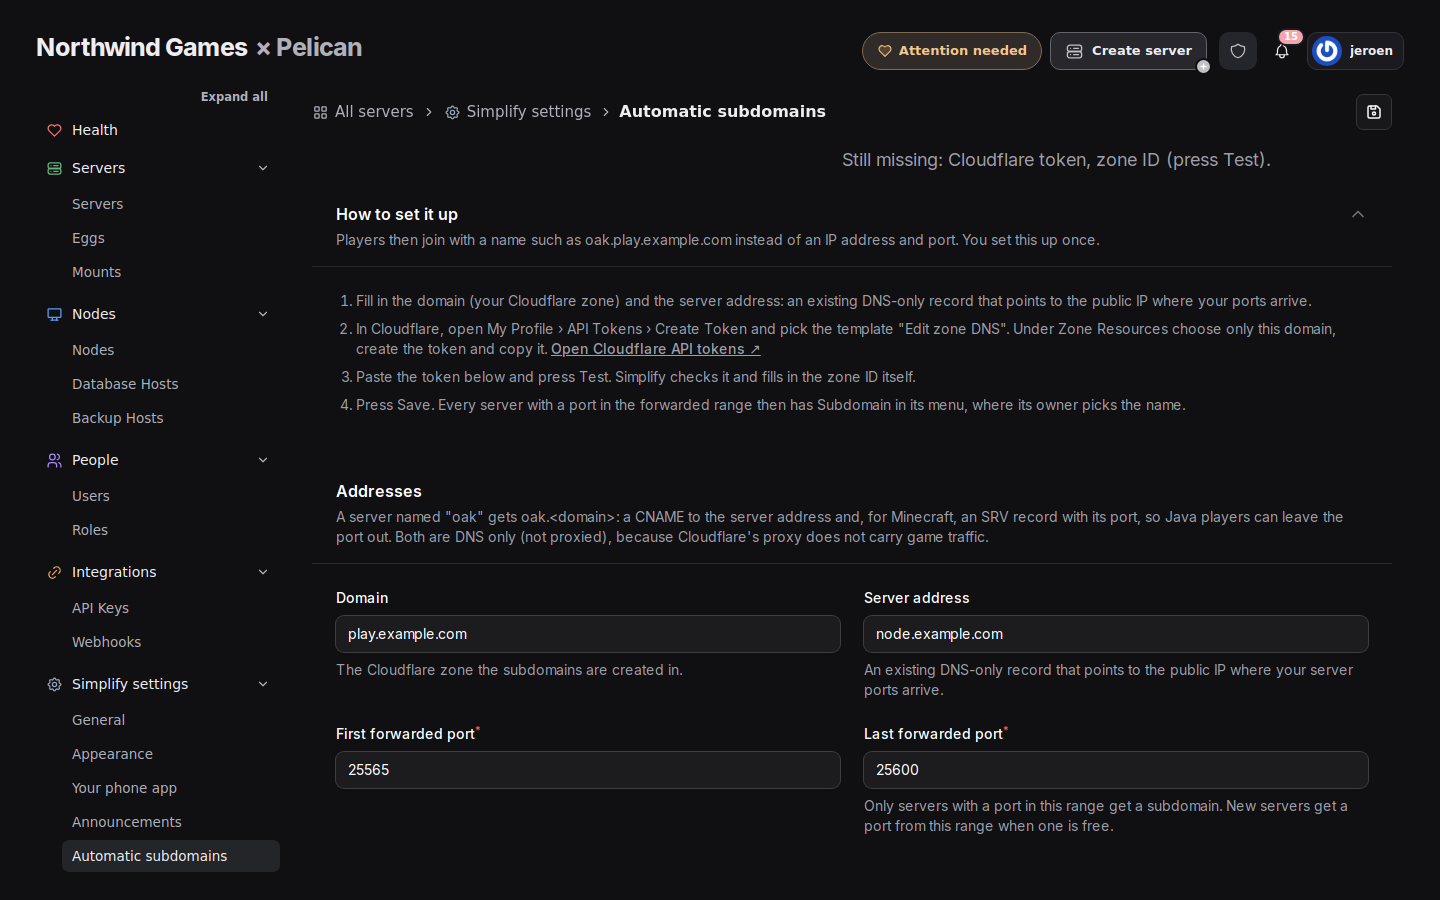 Northwind Games × Pelican
Attention needed
Create server
15
jeroen
Expand all
Health
Servers
Servers
Eggs
Mounts
Nodes
Nodes
Database Hosts
Backup Hosts
People
Users
Roles
Integrations
API Keys
Webhooks
Simplify settings
General
Appearance
Your phone app
Announcements
Automatic subdomains
All servers › Simplify settings › Automatic subdomains
Still missing: Cloudflare token, zone ID (press Test).
How to set it up
Players then join with a name such as oak.play.example.com instead of an IP address and port. You set this up once.
1. Fill in the domain (your Cloudflare zone) and the server address: an existing DNS-only record that points to the public IP where your ports arrive.
2. In Cloudflare, open My Profile › API Tokens › Create Token and pick the template "Edit zone DNS". Under Zone Resources choose only this domain,
create the token and copy it. Open Cloudflare API tokens ↗
3. Paste the token below and press Test. Simplify checks it and fills in the zone ID itself.
4. Press Save. Every server with a port in the forwarded range then has Subdomain in its menu, where its owner picks the name.
Addresses
A server named "oak" gets oak.<domain>: a CNAME to the server address and, for Minecraft, an SRV record with its port, so Java players can leave the
port out. Both are DNS only (not proxied), because Cloudflare's proxy does not carry game traffic.
Domain
play.example.com
The Cloudflare zone the subdomains are created in.
Server address
node.example.com
An existing DNS-only record that points to the public IP where your server
ports arrive.
First forwarded port*
25565
Last forwarded port*
25600
Only servers with a port in this range get a subdomain. New servers get a
port from this range when one is free.